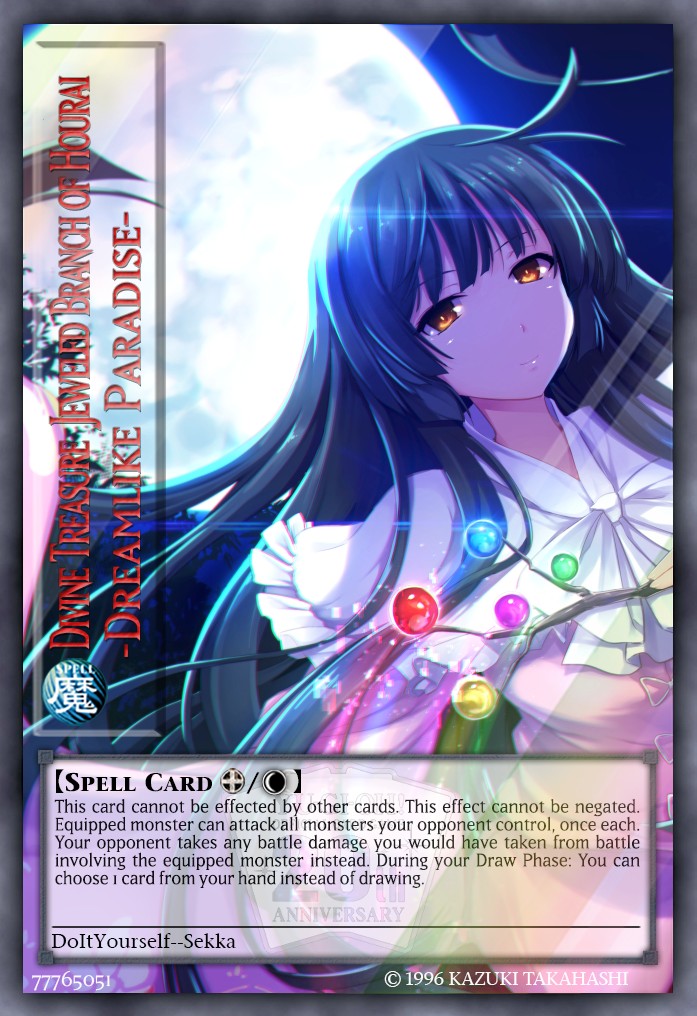 Divine Treasure Jeweled Branch of Hourai
-Dreamlike Paradise-
SPELL
魔
【Spell Card / 】
This card cannot be effected by other cards. This effect cannot be negated.
Equipped monster can attack all monsters your opponent control, once each.
Your opponent takes any battle damage you would have taken from battle
involving the equipped monster instead. During your Draw Phase: You can
choose 1 card from your hand instead of drawing.
ANNIVERSARY
DoItYourself--Sekka
77765051
© 1996 KAZUKI TAKAHASHI